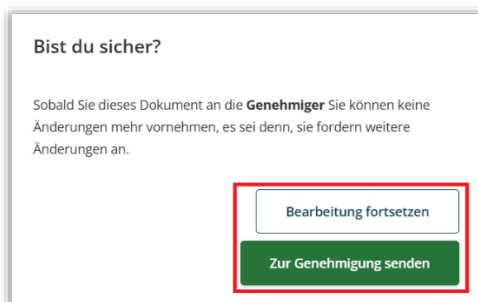 Bist du sicher?
Sobald Sie dieses Dokument an die Genehmiger Sie können keine
Änderungen mehr vornehmen, es sei denn, sie fordern weitere
Änderungen an.
Bearbeitung fortsetzen
Zur Genehmigung senden